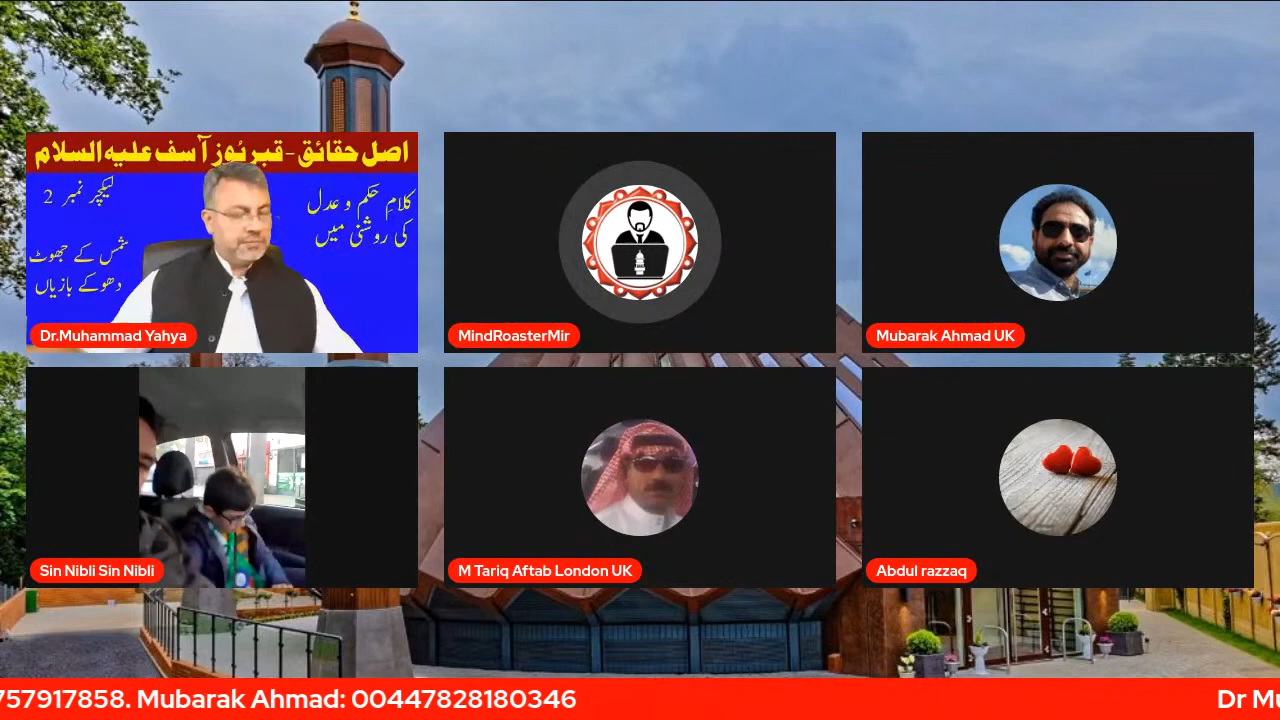 اصل حقائق - قبر یُوز آسف علیہ السلام
لیکچر نمبر 2
کلامِ حکم و عدل
کی روشنی میں
شمس کے جھوٹ
دھوکے بازیاں
Dr.Muhammad Yahya
MindRoasterMir
Mubarak Ahmad UK
Sin Nibli Sin Nibli
M Tariq Aftab London UK
Abdul razzaq
757917858. Mubarak Ahmad: 00447828180346
Dr Mu